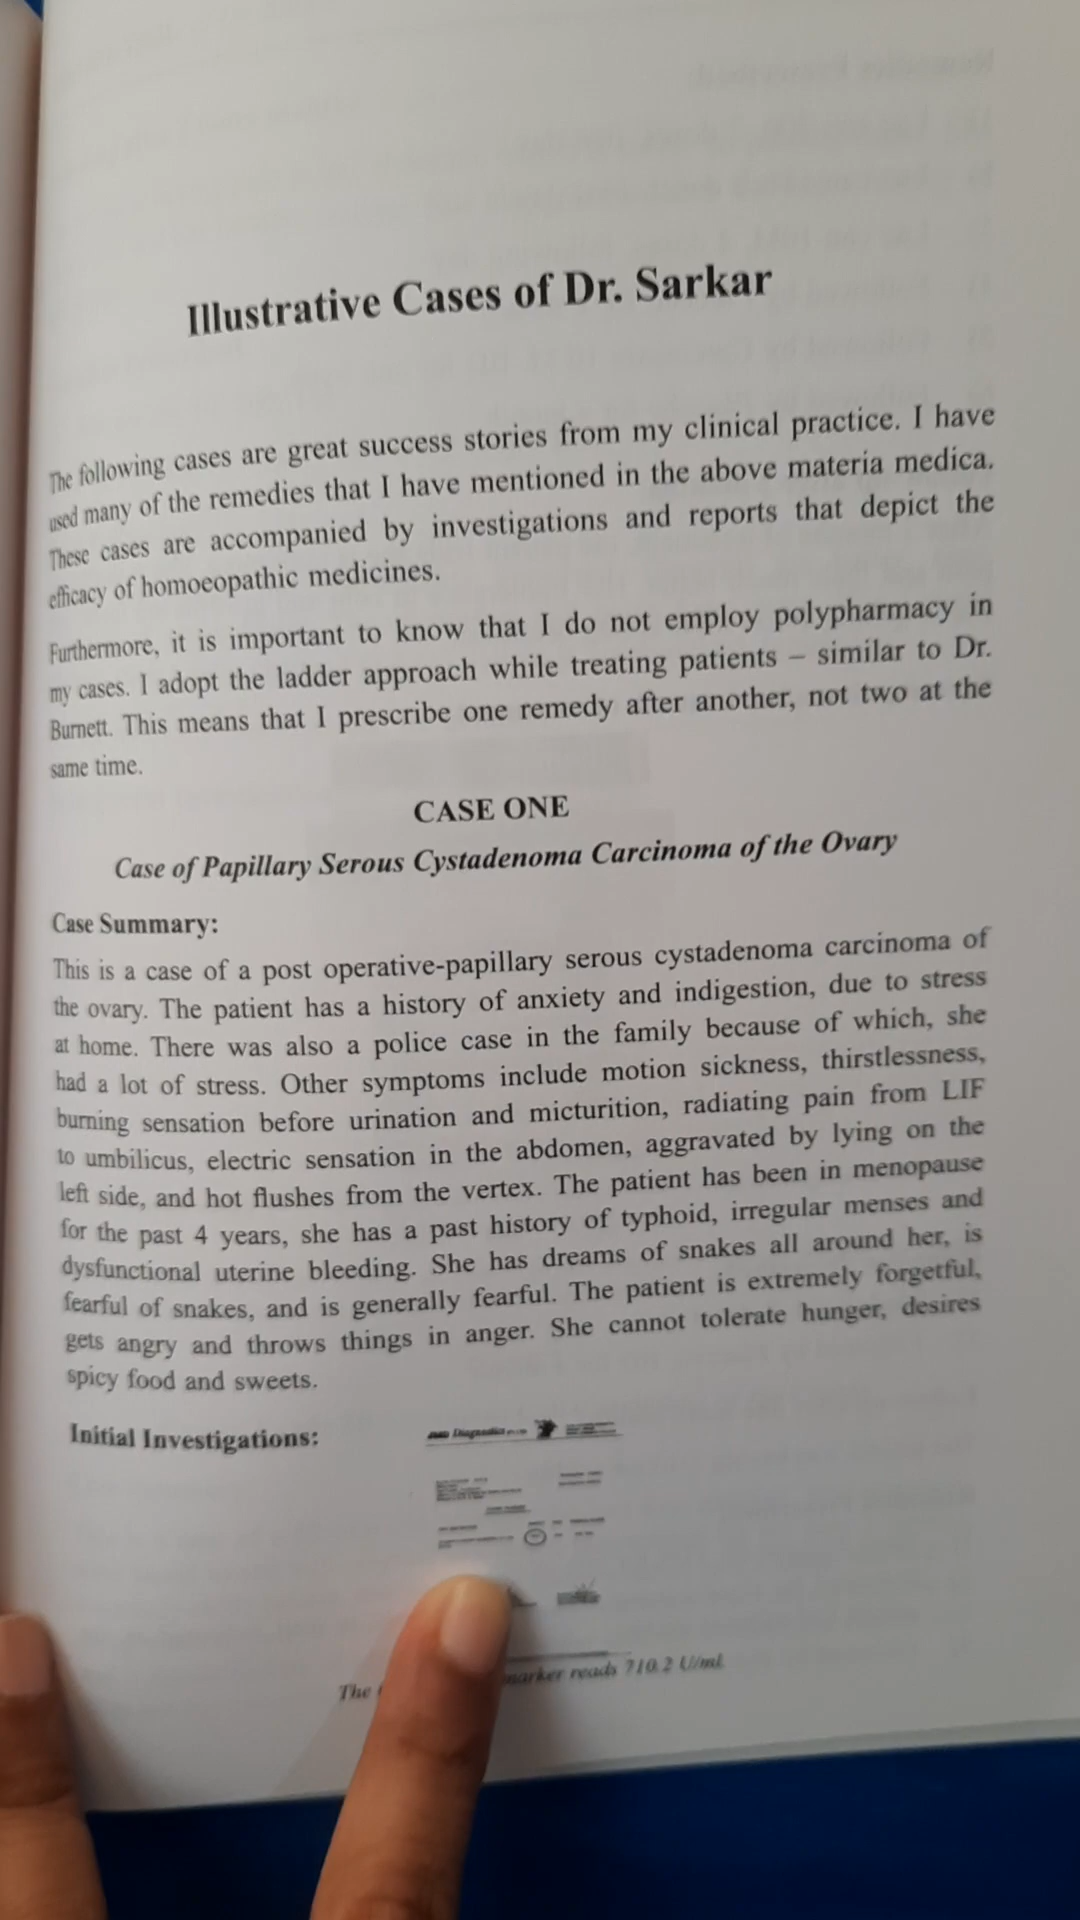 Illustrative Cases of Dr. Sarkar
The following cases are great success stories from my clinical practice. I have
used many of the remedies that I have mentioned in the above materia medica.
These cases are accompanied by investigations and reports that depict the
efficacy of homoeopathic medicines.
Furthermore, it is important to know that I do not employ polypharmacy in
my cases. I adopt the ladder approach while treating patients – similar to Dr.
Burnett. This means that I prescribe one remedy after another, not two at the
same time.
CASE ONE
Case of Papillary Serous Cystadenoma Carcinoma of the Ovary
Case Summary:
This is a case of a post operative-papillary serous cystadenoma carcinoma of
the ovary. The patient has a history of anxiety and indigestion, due to stress
at home. There was also a police case in the family because of which, she
had a lot of stress. Other symptoms include motion sickness, thirstlessness,
burning sensation before urination and micturition, radiating pain from LIF
to umbilicus, electric sensation in the abdomen, aggravated by lying on the
left side, and hot flushes from the vertex. The patient has been in menopause
for the past 4 years, she has a past history of typhoid, irregular menses and
dysfunctional uterine bleeding. She has dreams of snakes all around her, is
fearful of snakes, and is generally fearful. The patient is extremely forgetful,
gets angry and throws things in anger. She cannot tolerate hunger, desires
spicy food and sweets.
Initial Investigations:
Diagnostics
The marker reads 710.2 U/ml